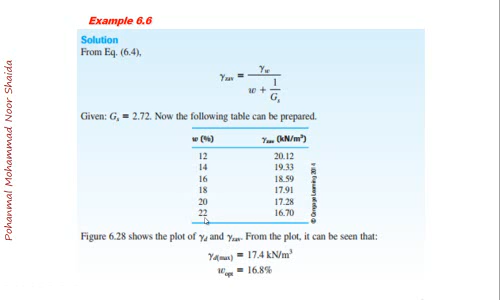 Example 6.6
Solution
From Eq. (6.4),
γzav = γw / (w + 1/Gs)
Given: Gs = 2.72. Now the following table can be prepared.
w (%) γzav (kN/m³)
12 20.12
14 19.33
16 18.59
18 17.91
20 17.28
22 16.70
© Cengage Learning 2014
Figure 6.28 shows the plot of γd and γzav. From the plot, it can be seen that:
γd(max) = 17.4 kN/m³
wopt = 16.8%
Pohanmal Mohammad Noor Shaida